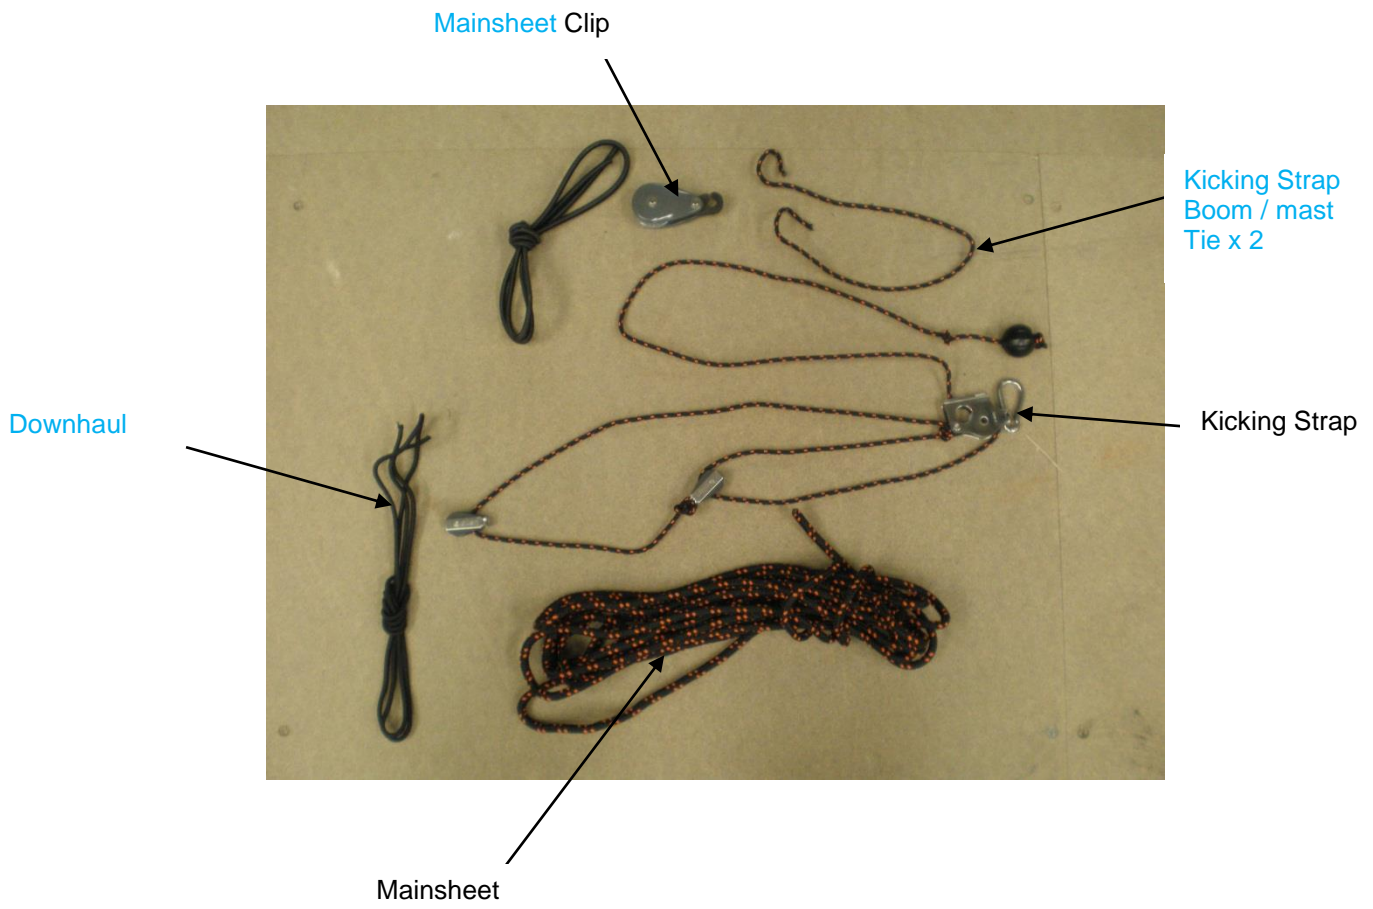 Mainsheet Clip
Kicking Strap
Boom / mast
Tie x 2
Downhaul
Kicking Strap
Mainsheet